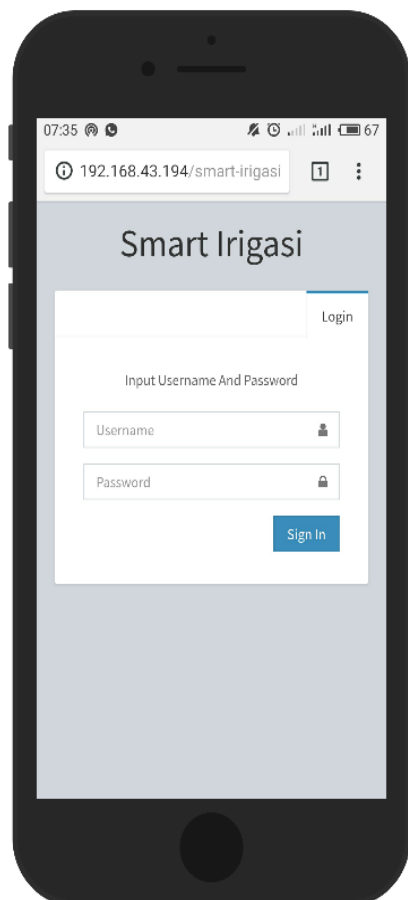 07:35 67
192.168.43.194/smart-irigasi 1
Smart Irigasi
Login
Input Username And Password
Username
Password
Sign In